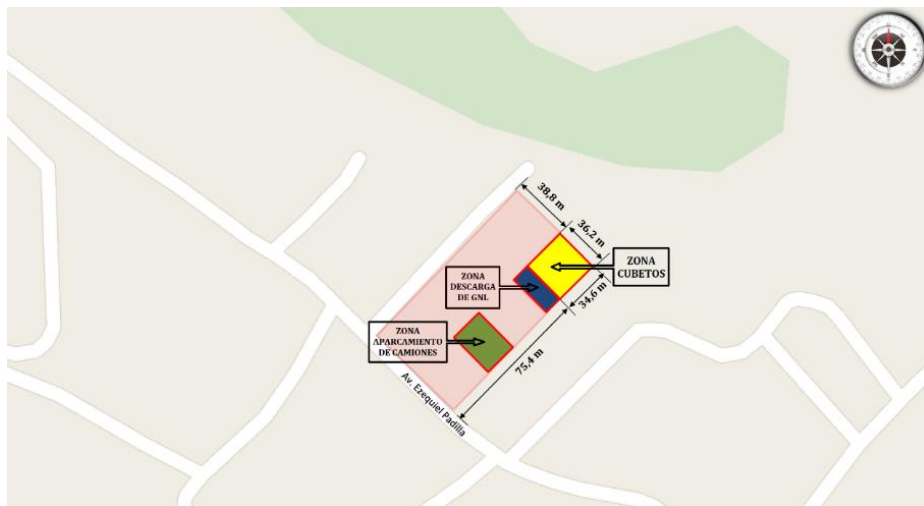 38,8 m
36,2 m
ZONA
CUBETOS
ZONA
DESCARGA
DE GNL
34,6 m
ZONA
APARCAMIENTO
DE CAMIONES
75,4 m
Av. Ezequiel Padilla